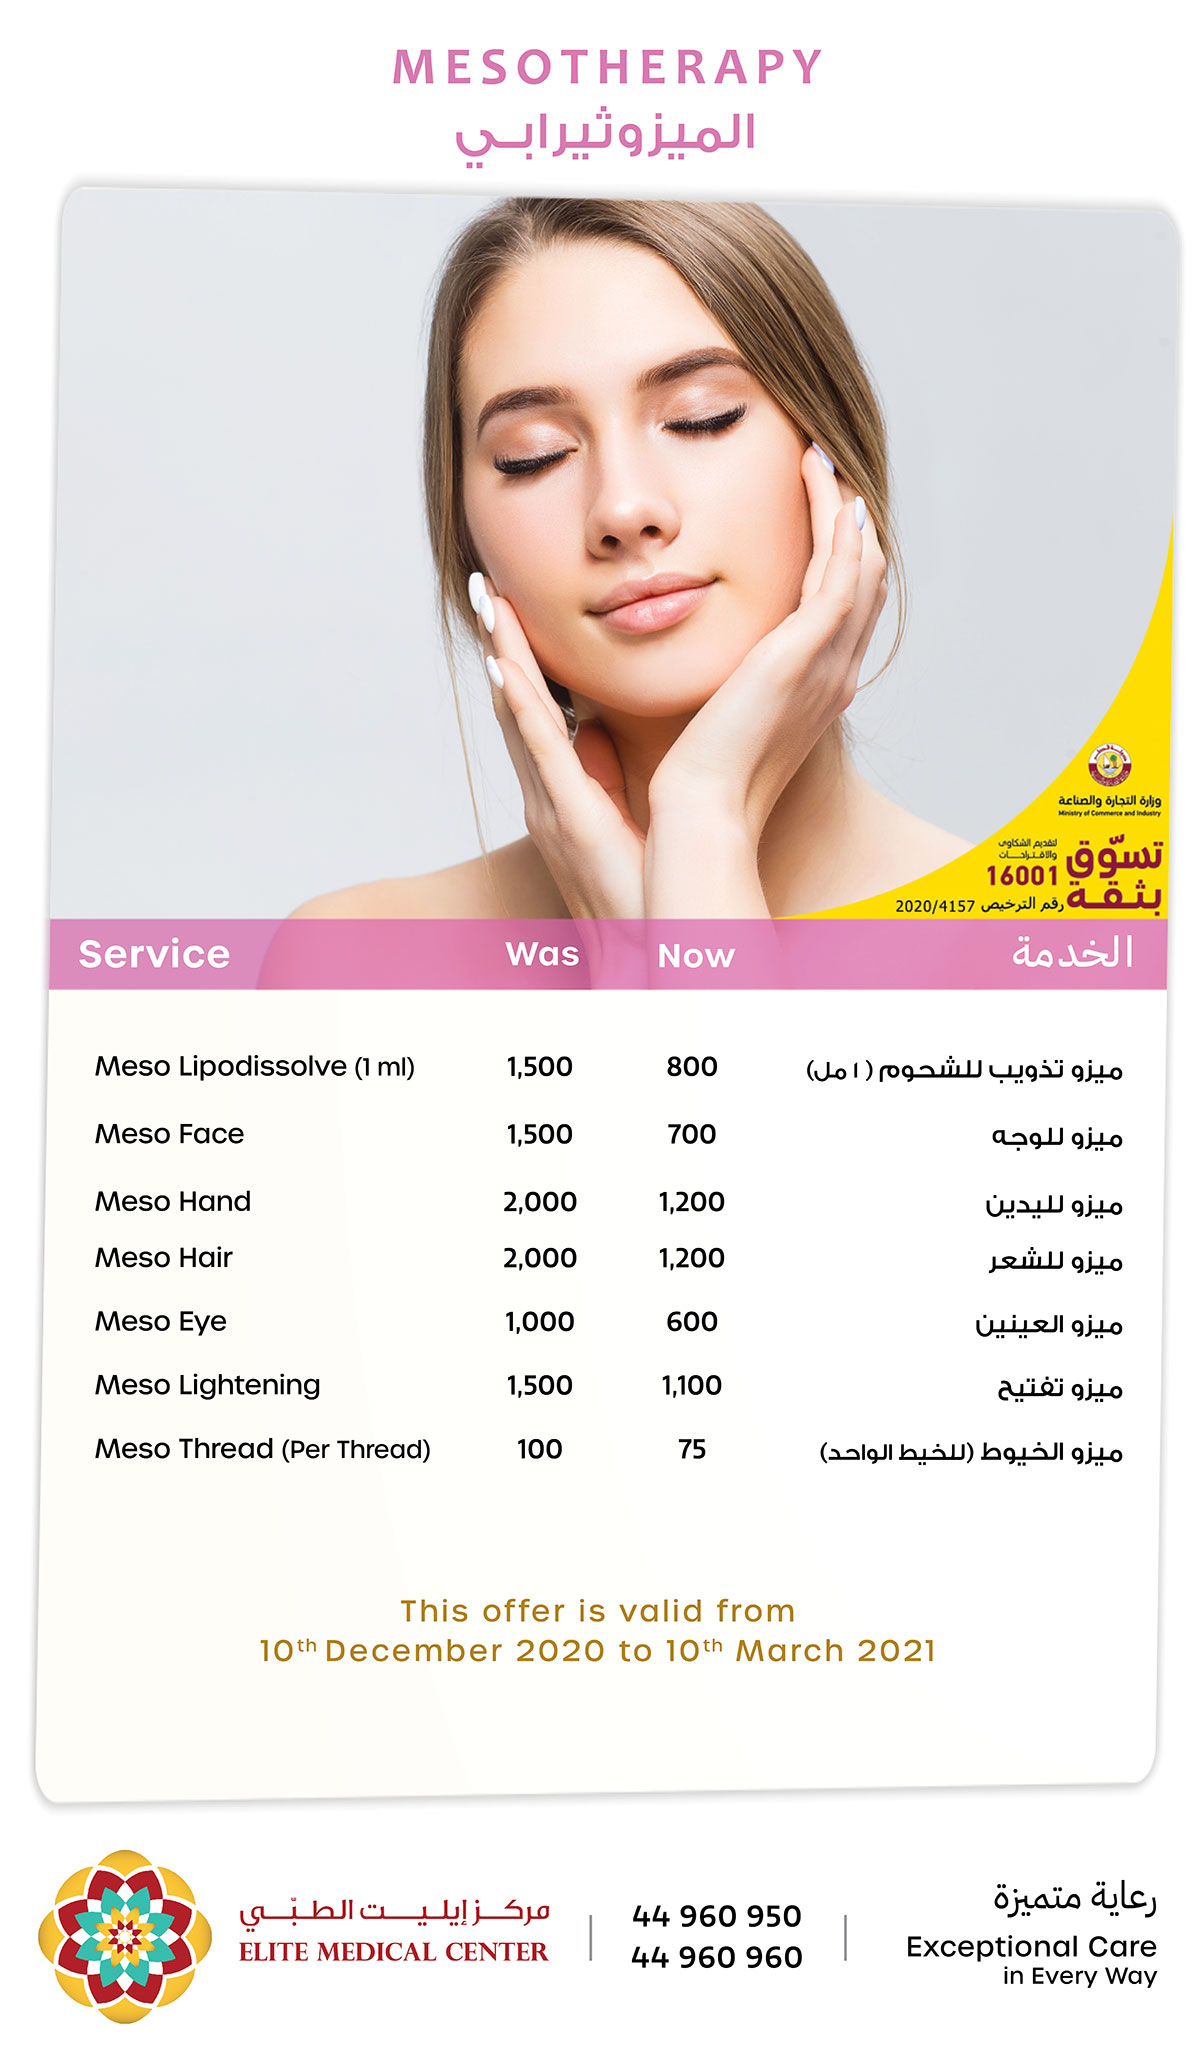 MESOTHERAPY
الميزوثيرابي
وزارة التجارة والصناعة
Ministry of Commerce and Industry
تسوّق
بثقة
لتقديم الشكاوى
والاقتراحات
16001
رقم الترخيص 2020/4157
Service Was Now الخدمة
Meso Lipodissolve (1 ml) 1,500 800 ميزو تذويب للشحوم (١ مل)
Meso Face 1,500 700 ميزو للوجه
Meso Hand 2,000 1,200 ميزو لليدين
Meso Hair 2,000 1,200 ميزو للشعر
Meso Eye 1,000 600 ميزو العينين
Meso Lightening 1,500 1,100 ميزو تفتيح
Meso Thread (Per Thread) 100 75 ميزو الخيوط (للخيط الواحد)
This offer is valid from
10th December 2020 to 10th March 2021
مركز إيليت الطبّي
ELITE MEDICAL CENTER
44 960 950
44 960 960
رعاية متميزة
Exceptional Care
in Every Way